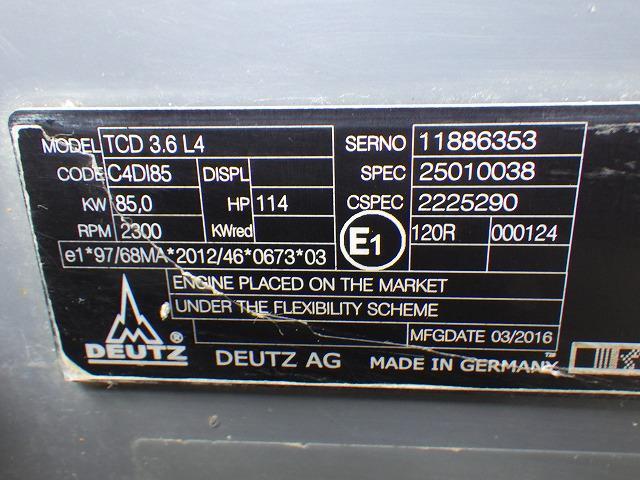 MODEL TCD 3.6 L4 SERNO 11886353
CODE C4DI85 DISPL SPEC 25010038
KW 85,0 HP 114 CSPEC 2225290
RPM 2300 KWred E1 120R 000124
e1*97/68MA*2012/46*0673*03
ENGINE PLACED ON THE MARKET
UNDER THE FLEXIBILITY SCHEME
MFGDATE 03/2016
DEUTZ ® DEUTZ AG MADE IN GERMANY